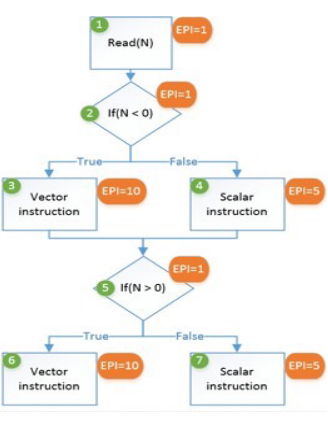 1
Read(N)
EPI=1
2
If(N < 0)
EPI=1
True
False
3
Vector
instruction
EPI=10
4
Scalar
instruction
EPI=5
5
If(N > 0)
EPI=1
True
False
6
Vector
instruction
EPI=10
7
Scalar
instruction
EPI=5